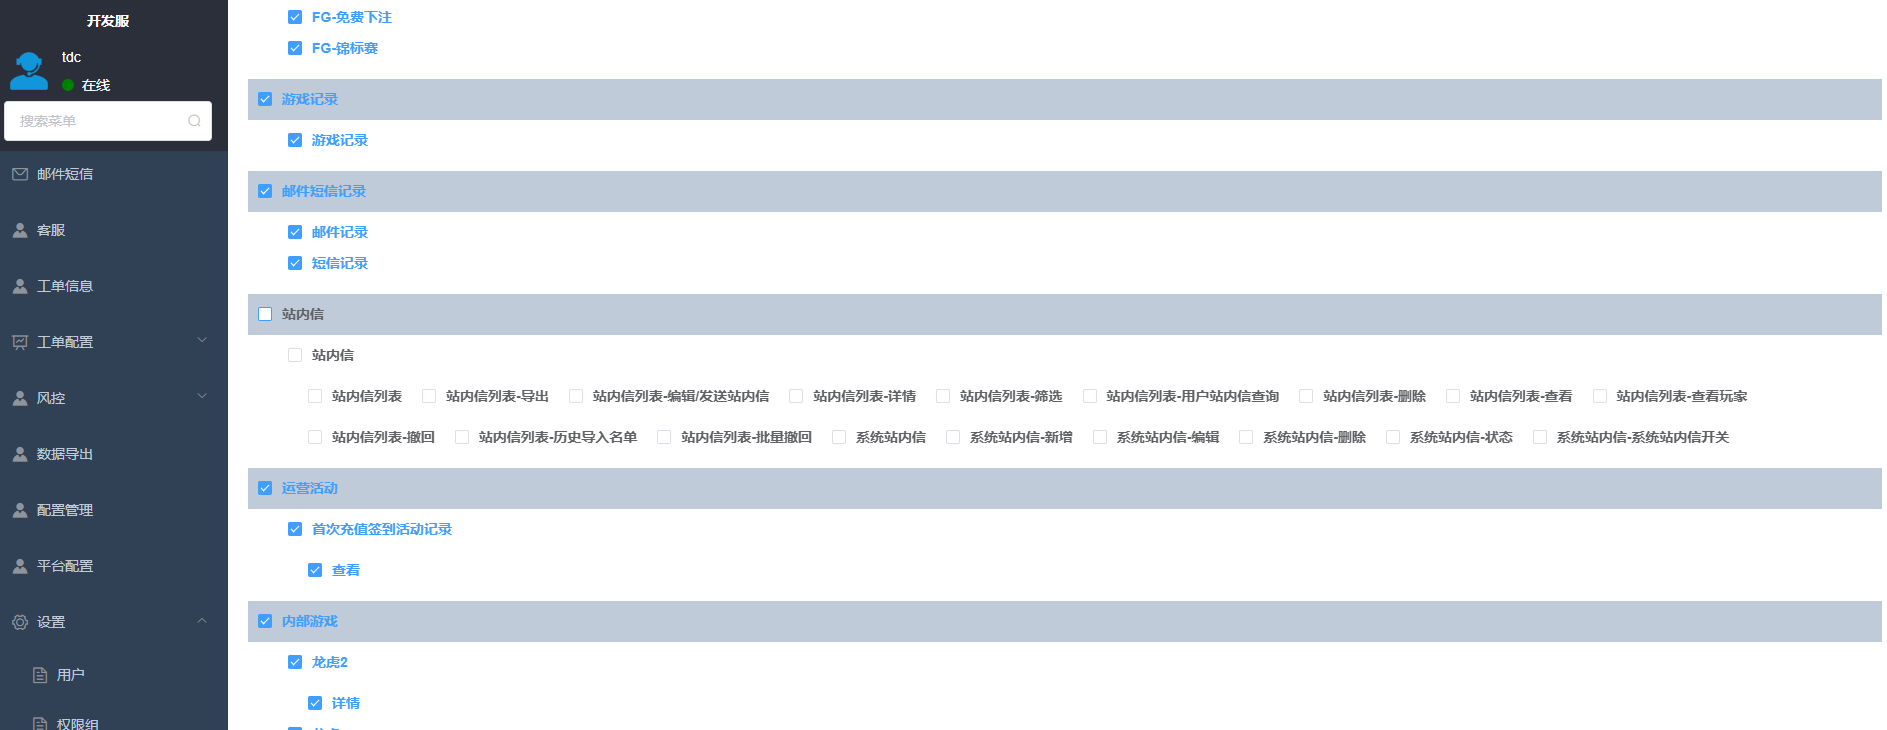 开发服
tdc
在线
搜索菜单
邮件短信
客服
工单信息
工单配置
风控
数据导出
配置管理
平台配置
设置
用户
权限组
FG-免费下注
FG-锦标赛
游戏记录
游戏记录
邮件短信记录
邮件记录
短信记录
站内信
站内信
站内信列表 站内信列表-导出 站内信列表-编辑/发送站内信 站内信列表-详情 站内信列表-筛选 站内信列表-用户站内信查询 站内信列表-删除 站内信列表-查看 站内信列表-查看玩家
站内信列表-撤回 站内信列表-历史导入名单 站内信列表-批量撤回 系统站内信 系统站内信-新增 系统站内信-编辑 系统站内信-删除 系统站内信-状态 系统站内信-系统站内信开关
运营活动
首次充值签到活动记录
查看
内部游戏
龙虎2
详情